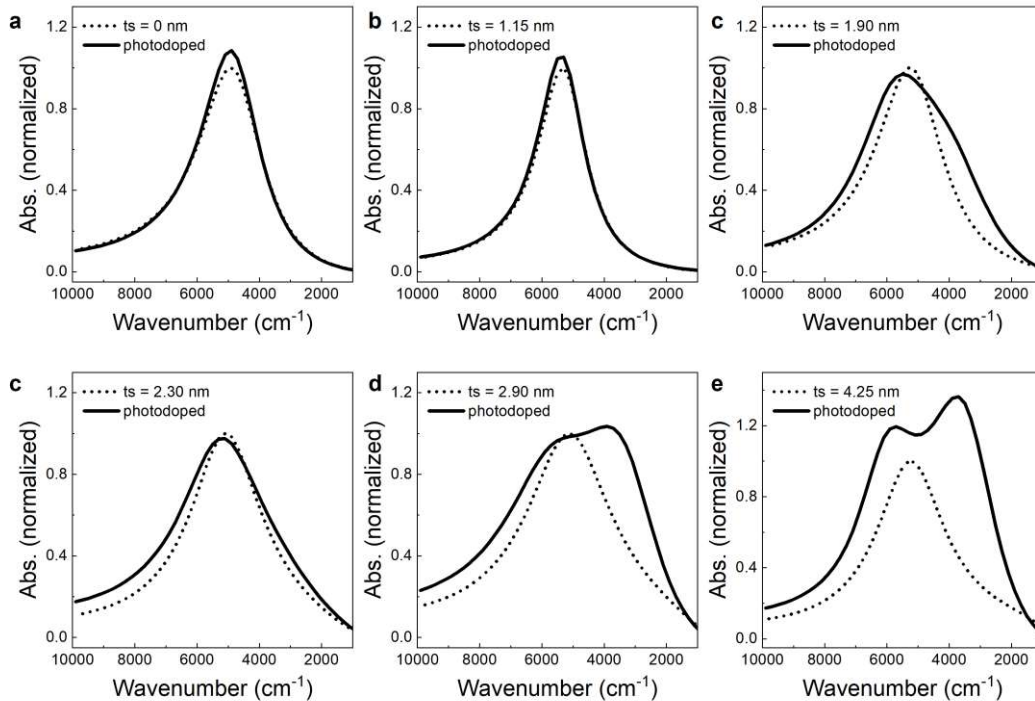 a
ts = 0 nm
photodoped
1.2
0.8
0.4
0.0
Abs. (normalized)
10000 8000 6000 4000 2000
Wavenumber (cm-1)
b
ts = 1.15 nm
photodoped
1.2
0.8
0.4
0.0
Abs. (normalized)
10000 8000 6000 4000 2000
Wavenumber (cm-1)
c
ts = 1.90 nm
photodoped
1.2
0.8
0.4
0.0
Abs. (normalized)
10000 8000 6000 4000 2000
Wavenumber (cm-1)
c
ts = 2.30 nm
photodoped
1.2
0.8
0.4
0.0
Abs. (normalized)
10000 8000 6000 4000 2000
Wavenumber (cm-1)
d
ts = 2.90 nm
photodoped
1.2
0.8
0.4
0.0
Abs. (normalized)
10000 8000 6000 4000 2000
Wavenumber (cm-1)
e
ts = 4.25 nm
photodoped
1.2
0.8
0.4
0.0
Abs. (normalized)
10000 8000 6000 4000 2000
Wavenumber (cm-1)